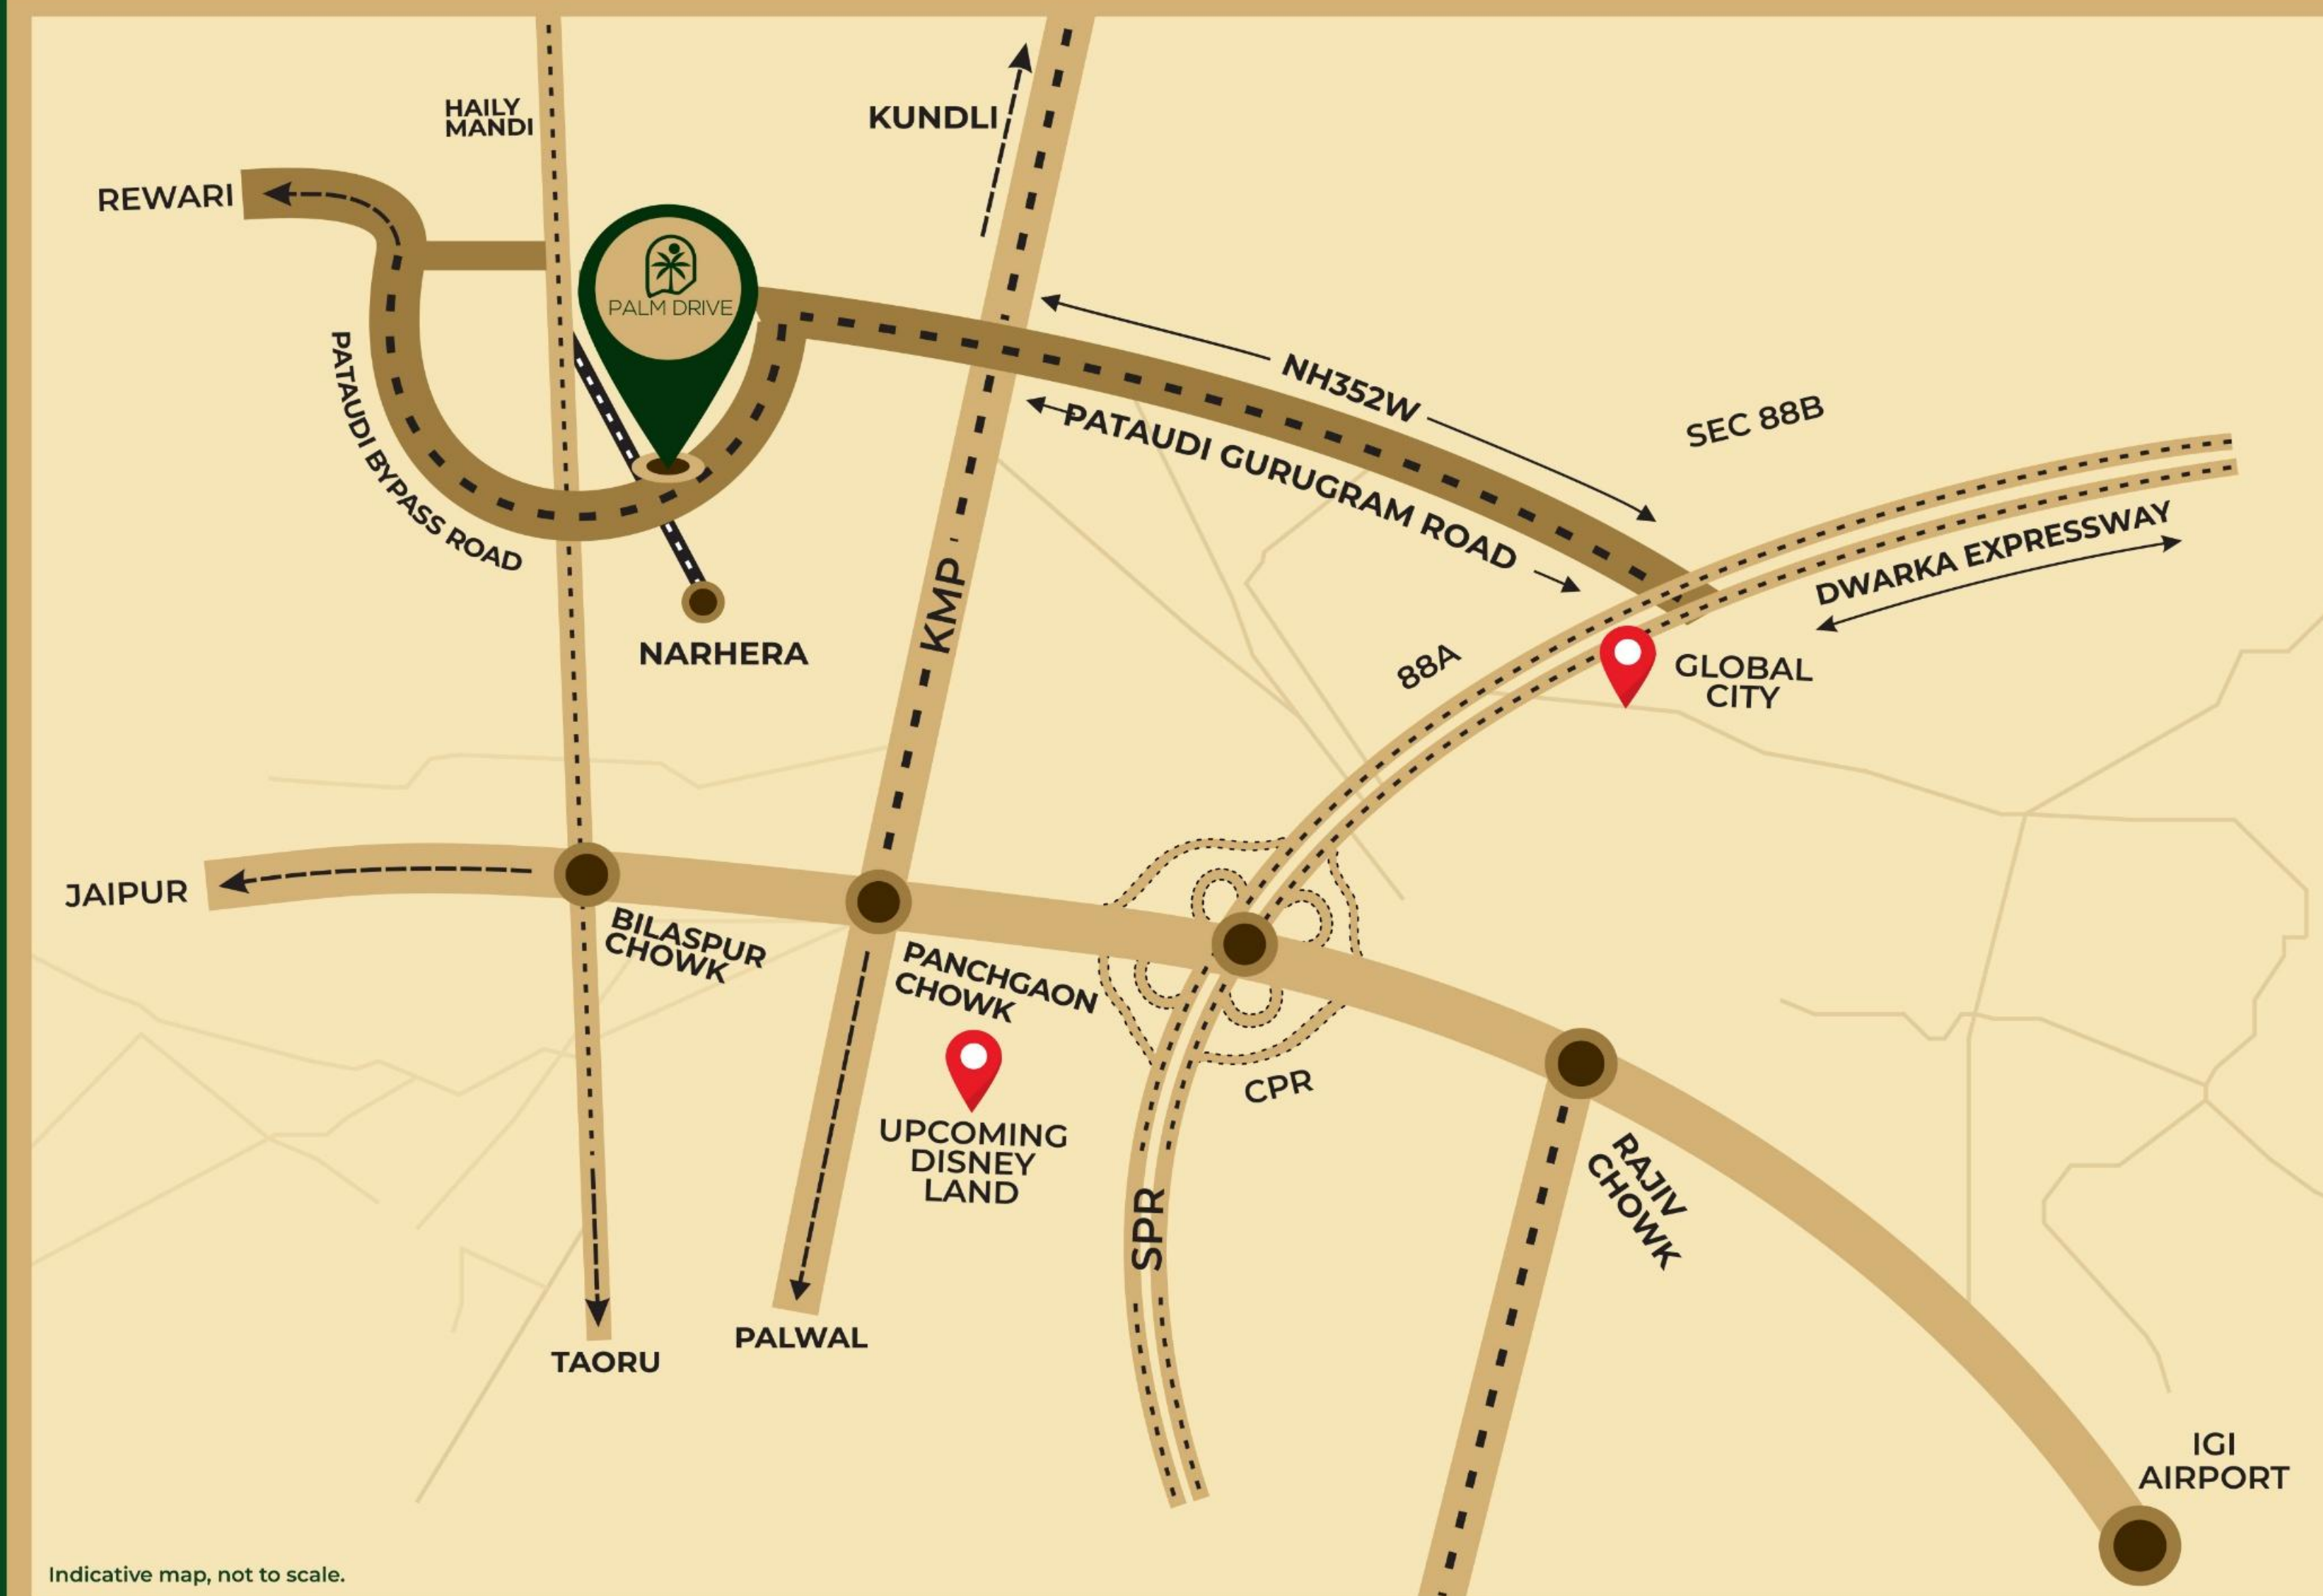 HAILY
MANDI
KUNDLI
REWARI
PALM DRIVE
PATAUDI BYPASS ROAD
NH352W
PATAUDI GURUGRAM ROAD
SEC 88B
DWARKA EXPRESSWAY
KMP
NARHERA
88A
GLOBAL
CITY
JAIPUR
BILASPUR
CHOWK
PANCHGAON
CHOWK
UPCOMING
DISNEY
LAND
CPR
SPR
RAJIV
CHOWK
TAORU
PALWAL
IGI
AIRPORT
Indicative map, not to scale.